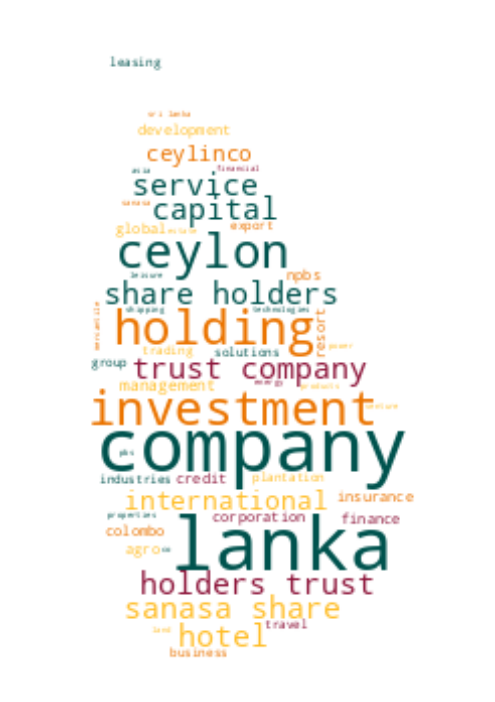 leasing
sri lanka
development
ceylinco
asia financial
service
sanasa capital
global estate export
ceylon
leisure npbs
share holders
shipping technologies
mercantile holding resort
trading solutions power
group trust company
management energy products
investment venture
company
pbs
industries credit plantation
international insurance
properties corporation finance
colombo lanka
agro co
holders trust
sanasa share
land hotel travel
business